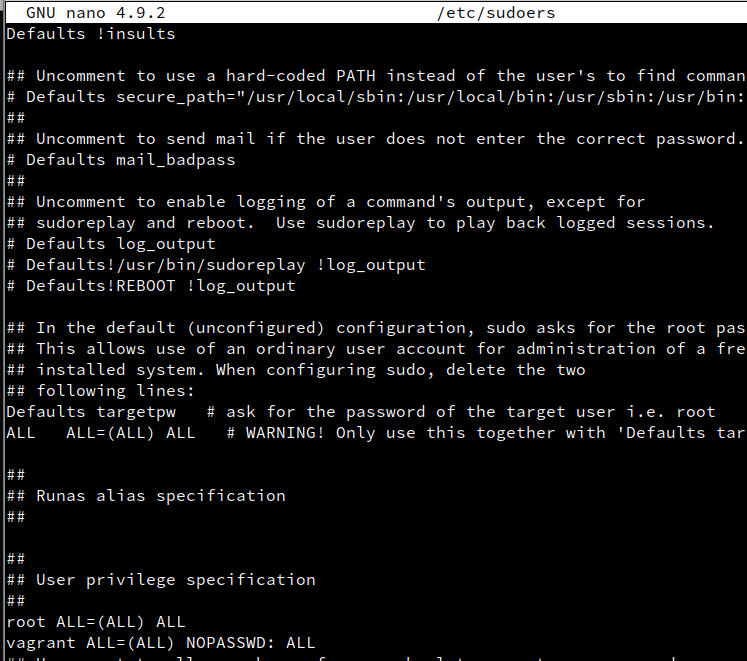 GNU nano 4.9.2 /etc/sudoers
Defaults !insults
## Uncomment to use a hard-coded PATH instead of the user's to find comman
# Defaults secure_path="/usr/local/sbin:/usr/local/bin:/usr/sbin:/usr/bin:
##
## Uncomment to send mail if the user does not enter the correct password.
# Defaults mail_badpass
##
## Uncomment to enable logging of a command's output, except for
## sudoreplay and reboot.  Use sudoreplay to play back logged sessions.
# Defaults log_output
# Defaults!/usr/bin/sudoreplay !log_output
# Defaults!REBOOT !log_output
## In the default (unconfigured) configuration, sudo asks for the root pas
## This allows use of an ordinary user account for administration of a fre
## installed system. When configuring sudo, delete the two
## following lines:
Defaults targetpw   # ask for the password of the target user i.e. root
ALL   ALL=(ALL) ALL   # WARNING! Only use this together with 'Defaults tar
##
## Runas alias specification
##
##
## User privilege specification
##
root ALL=(ALL) ALL
vagrant ALL=(ALL) NOPASSWD: ALL